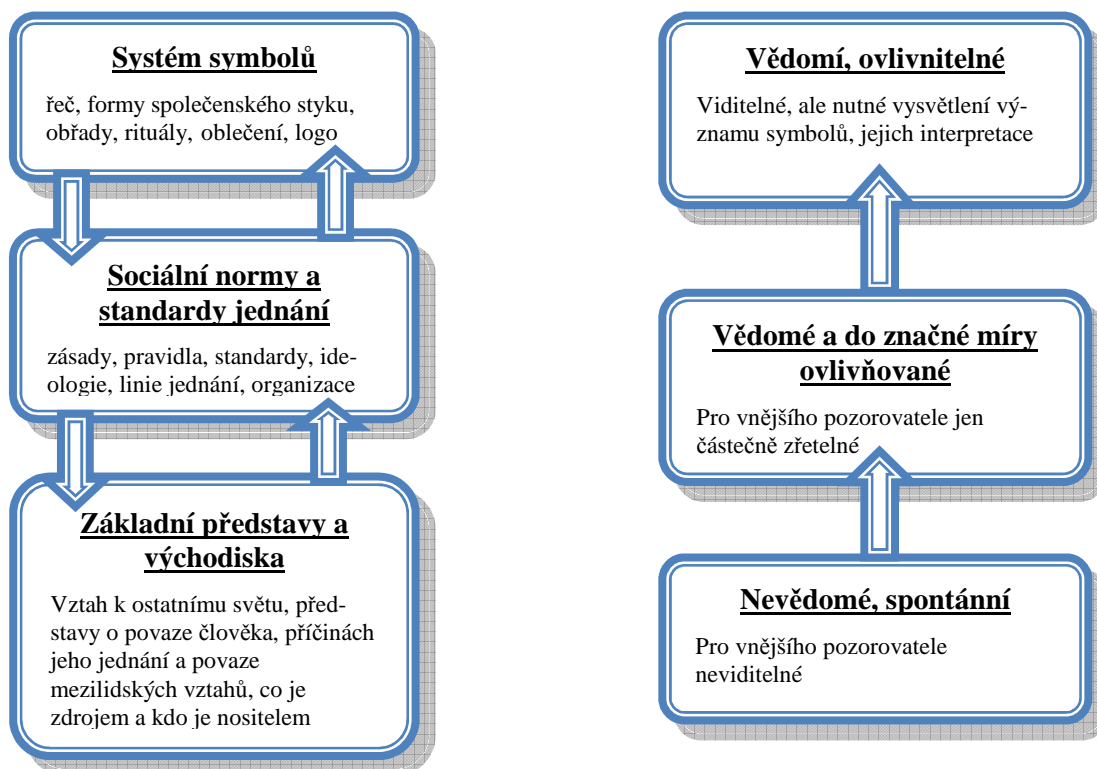 Systém symbolů
řeč, formy společenského styku,
obřady, rituály, oblečení, logo
Sociální normy a
standardy jednání
zásady, pravidla, standardy, ide-
ologie, linie jednání, organizace
Základní představy a
východiska
Vztah k ostatnímu světu, před-
stavy o povaze člověka, příčinách
jeho jednání a povaze
mezilidských vztahů, co je
zdrojem a kdo je nositelem
Vědomí, ovlivnitelné
Viditelné, ale nutné vysvětlení vý-
znamu symbolů, jejich interpretace
Vědomé a do značné míry
ovlivňované
Pro vnějšího pozorovatele jen
částečně zřetelné
Nevědomé, spontánní
Pro vnějšího pozorovatele
neviditelné